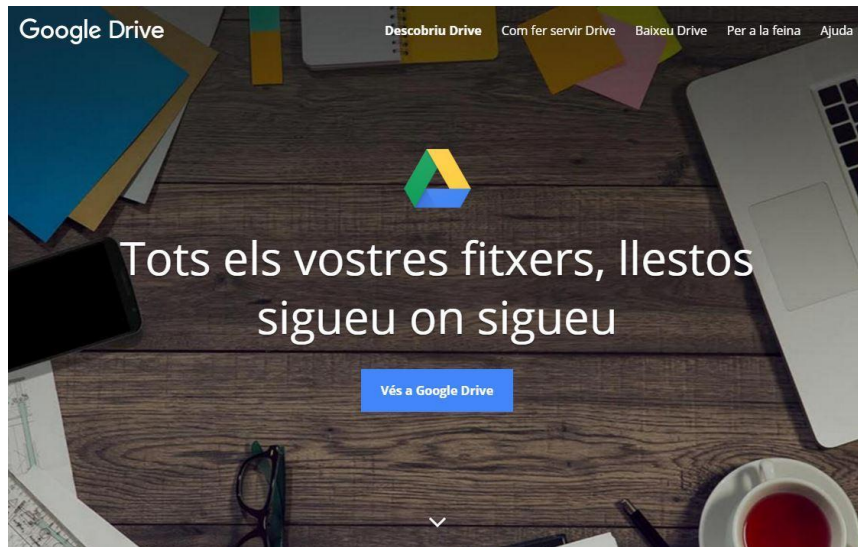 Google Drive
Descobriu Drive Com fer servir Drive Baixeu Drive Per a la feina Ajuda
Tots els vostres fitxers, llestos
sigueu on sigueu
Vés a Google Drive